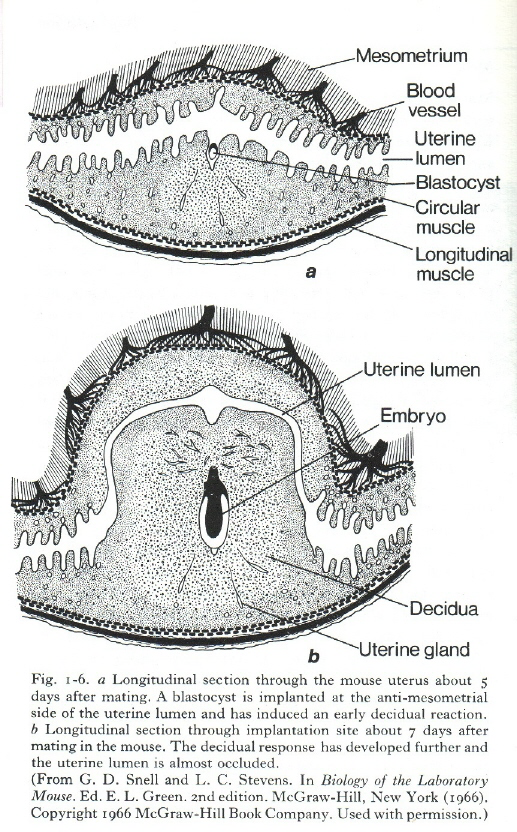 Mesometrium
Blood
vessel
Uterine
lumen
Blastocyst
Circular
muscle
Longitudinal
muscle
a
Uterine lumen
Embryo
Decidua
Uterine gland
b
Fig. 1-6. a Longitudinal section through the mouse uterus about 5
days after mating. A blastocyst is implanted at the anti-mesometrial
side of the uterine lumen and has induced an early decidual reaction.
b Longitudinal section through implantation site about 7 days after
mating in the mouse. The decidual response has developed further and
the uterine lumen is almost occluded.
(From G. D. Snell and L. C. Stevens. In Biology of the Laboratory
Mouse. Ed. E. L. Green. 2nd edition. McGraw-Hill, New York (1966).
Copyright 1966 McGraw-Hill Book Company. Used with permission.)